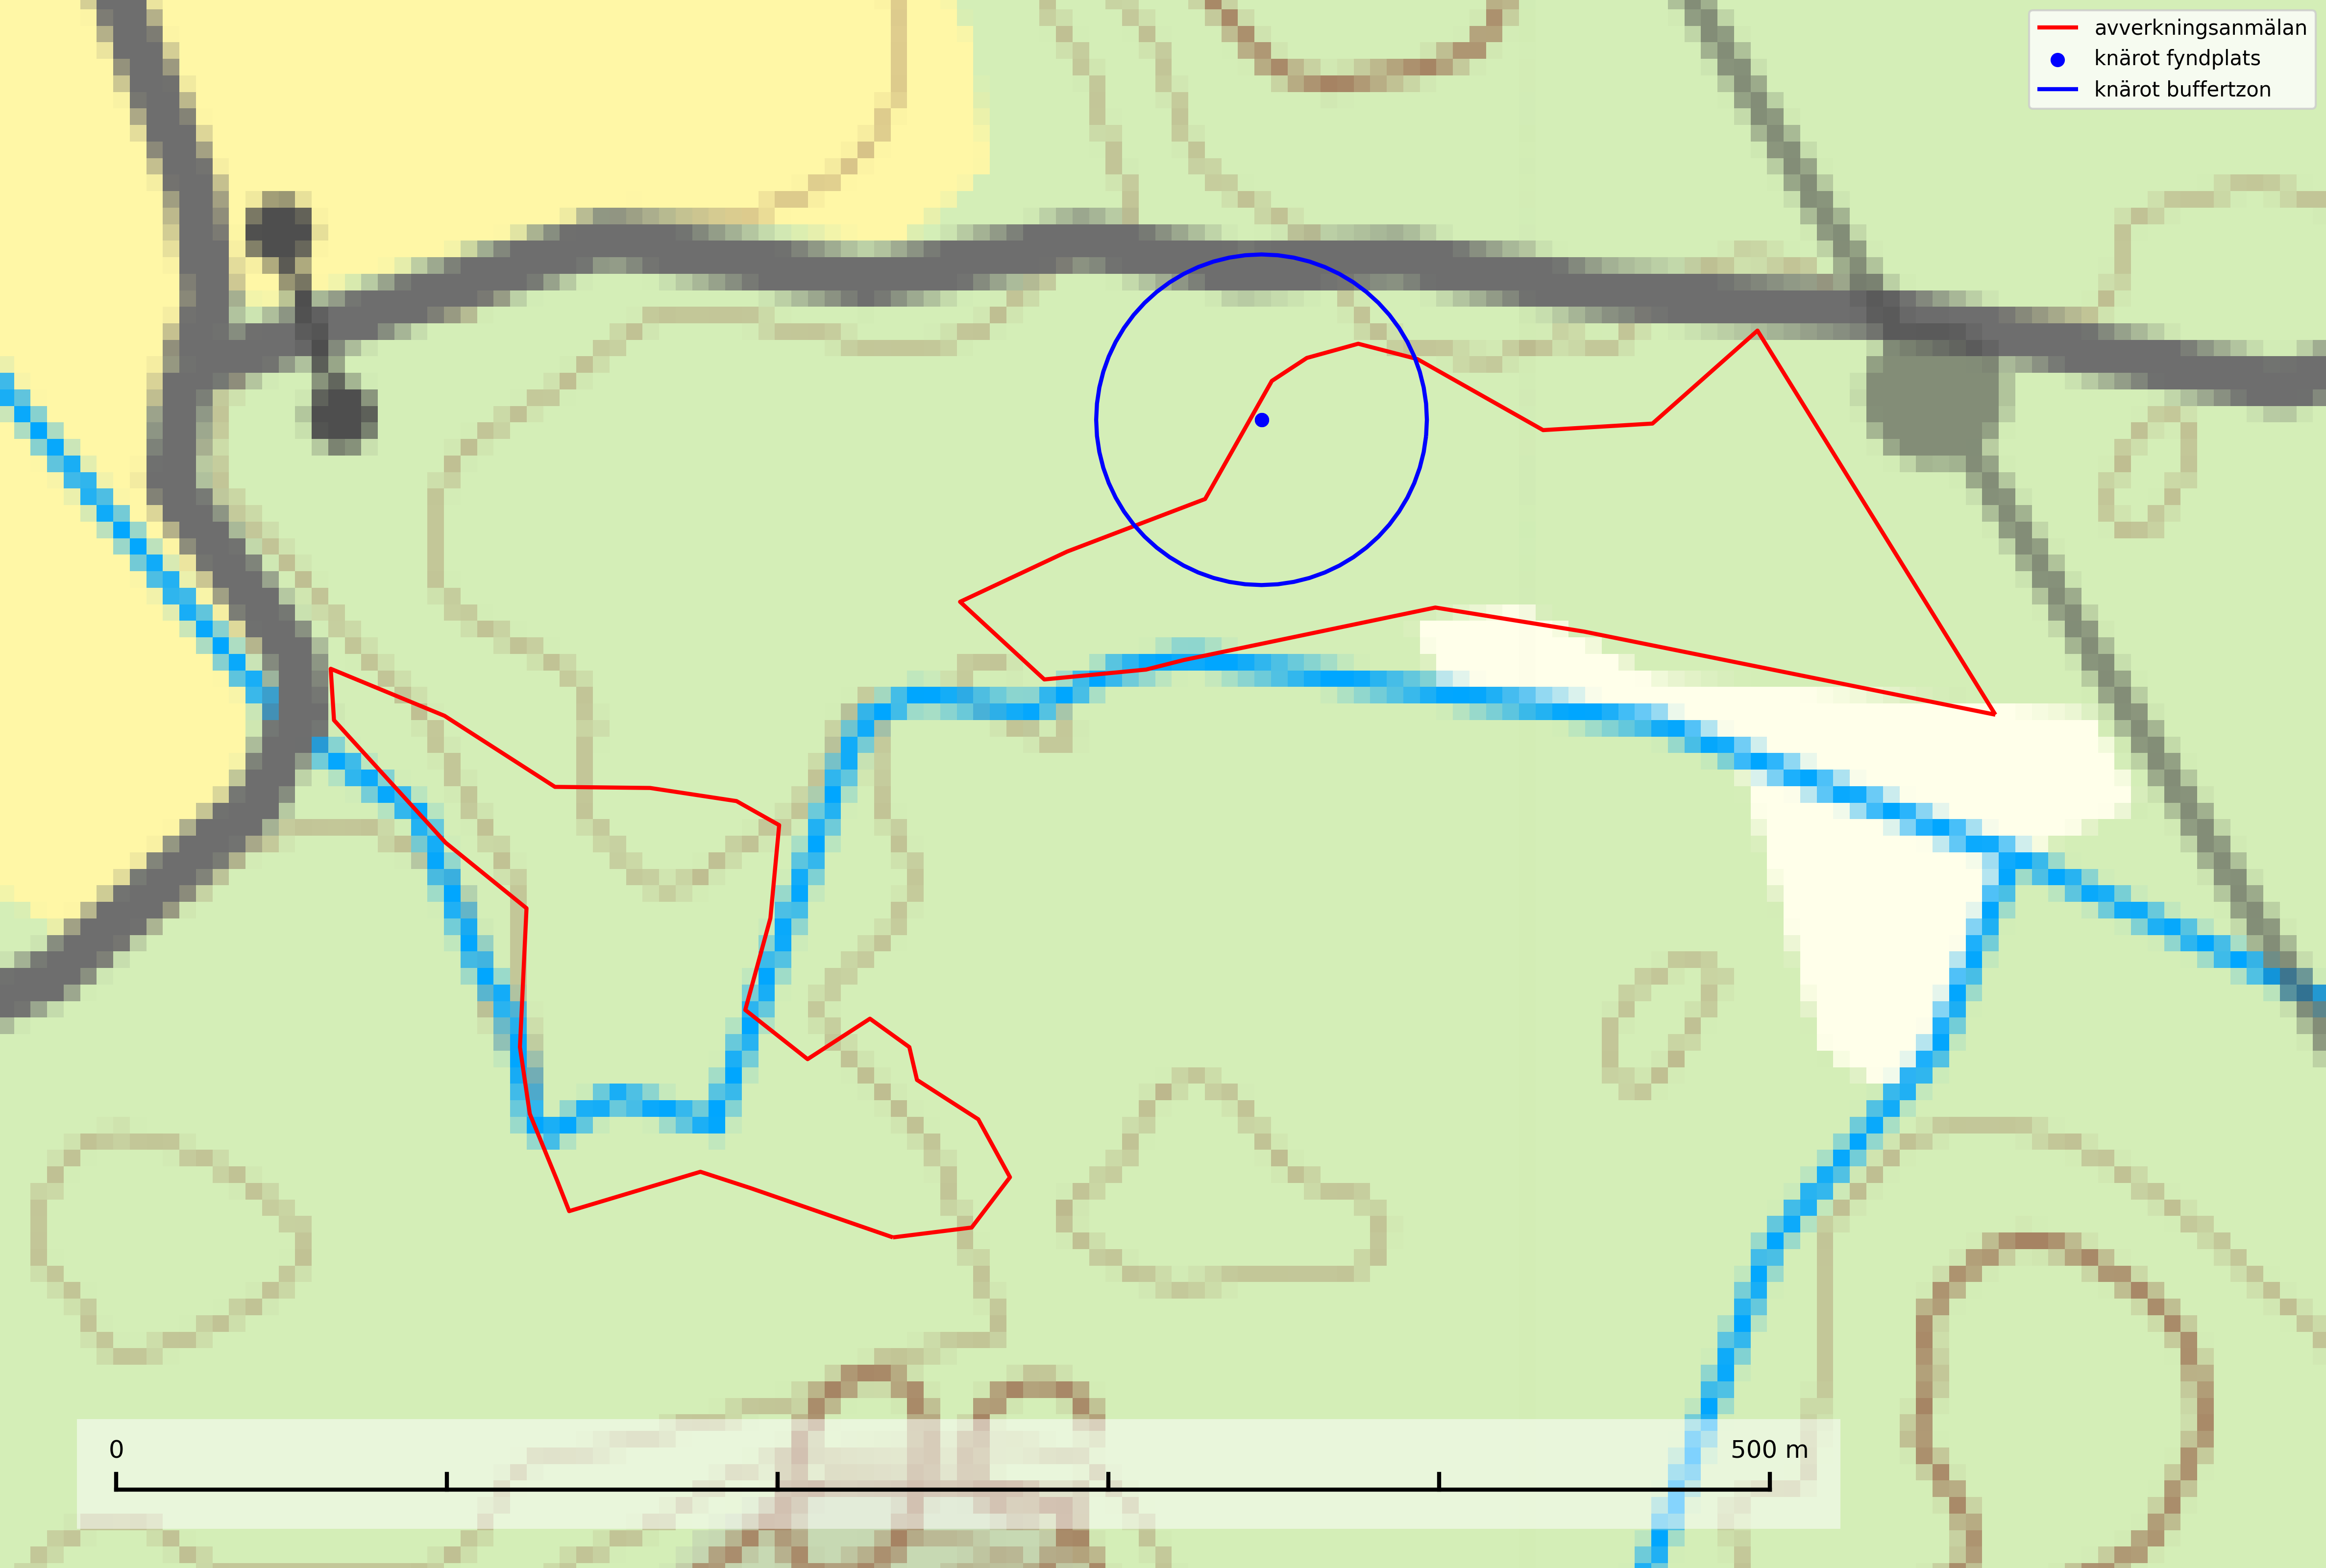 avverkningsanmälan
knärot fyndplats
knärot buffertzon
0
500 m